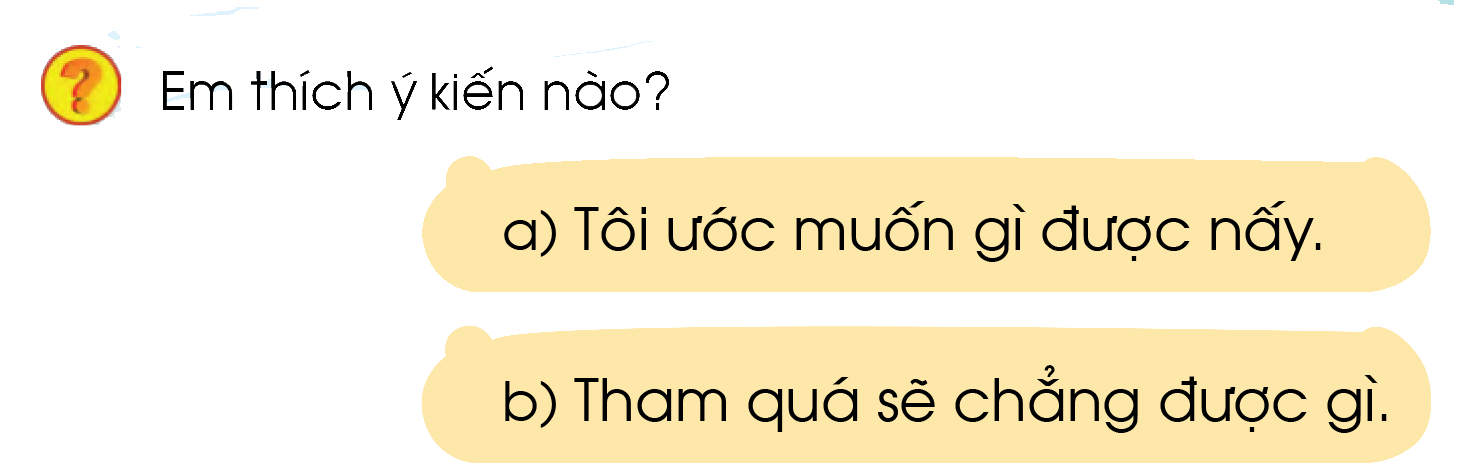 ?
Em thích ý kiến nào?
a) Tôi ước muốn gì được nấy.
b) Tham quá sẽ chẳng được gì.